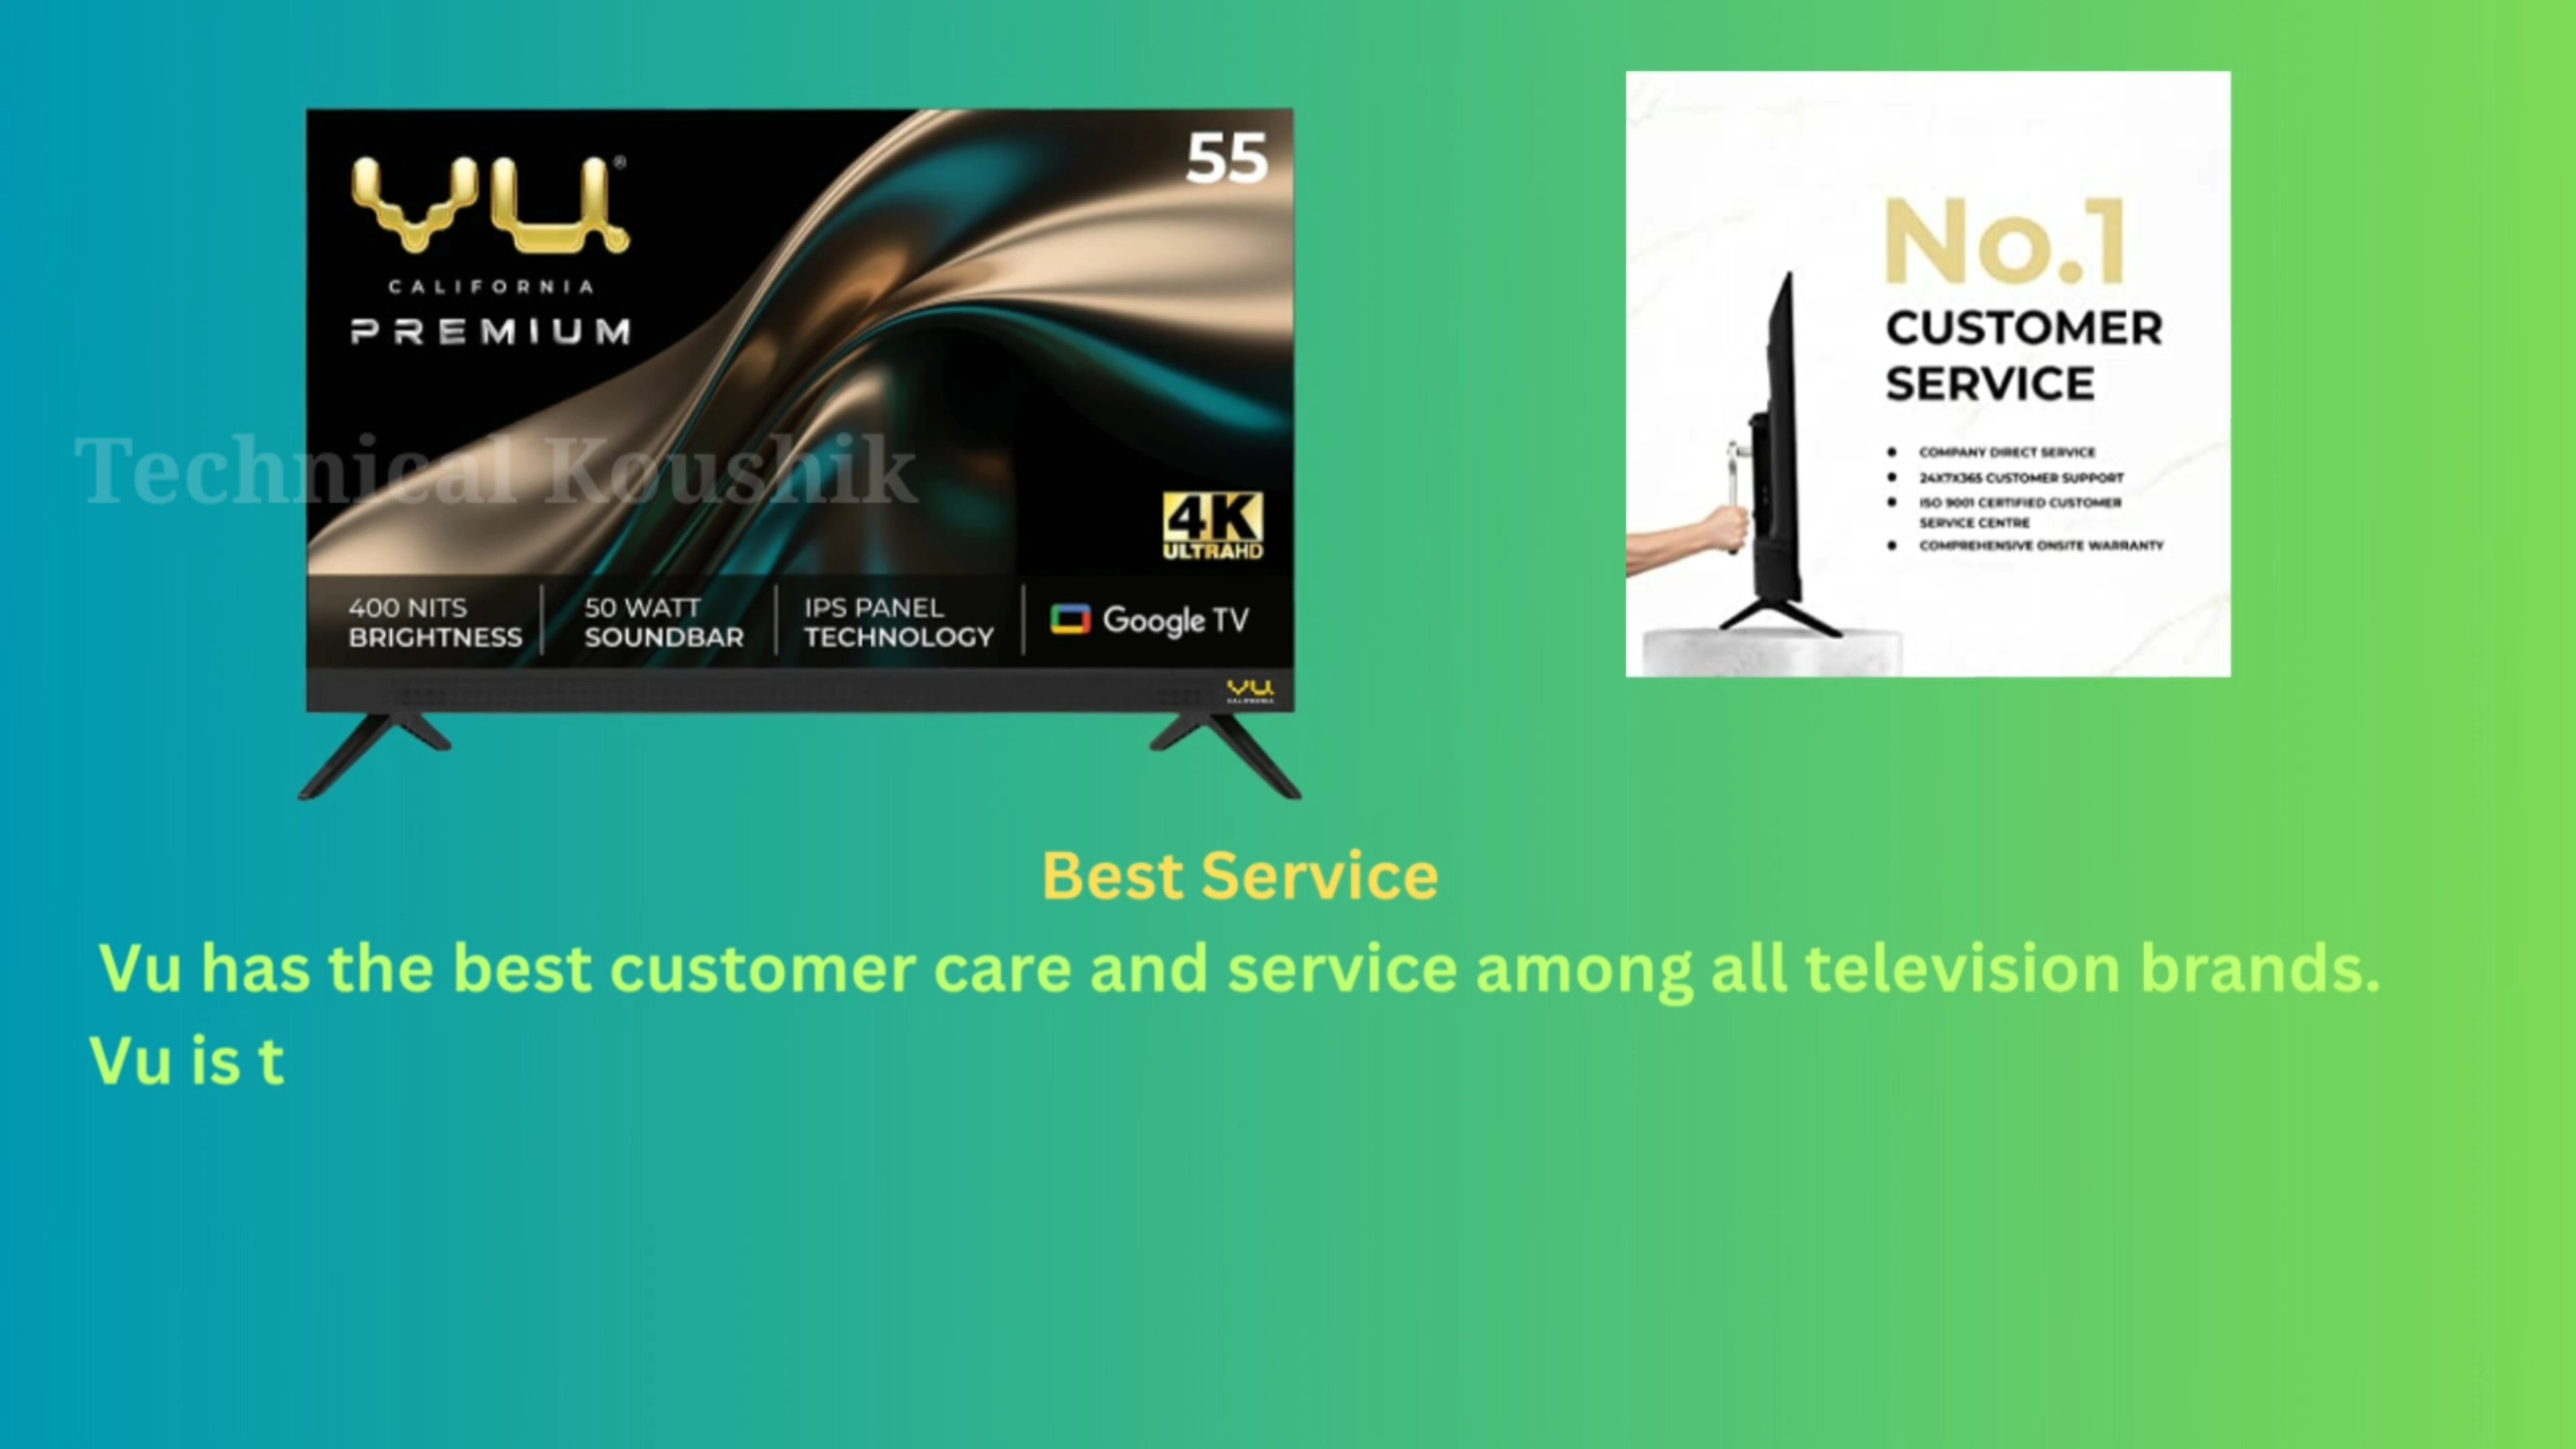 vu®
CALIFORNIA
PREMIUM
55
Technical Koushik
4K
ULTRAHD
400 NITS
BRIGHTNESS
50 WATT
SOUNDBAR
IPS PANEL
TECHNOLOGY
Google TV
vu
CALIFORNIA
No.1
CUSTOMER
SERVICE
• COMPANY DIRECT SERVICE
• 24X7X365 CUSTOMER SUPPORT
• ISO 9001 CERTIFIED CUSTOMER
SERVICE CENTRE
• COMPREHENSIVE ONSITE WARRANTY
Best Service
Vu has the best customer care and service among all television brands.
Vu is t